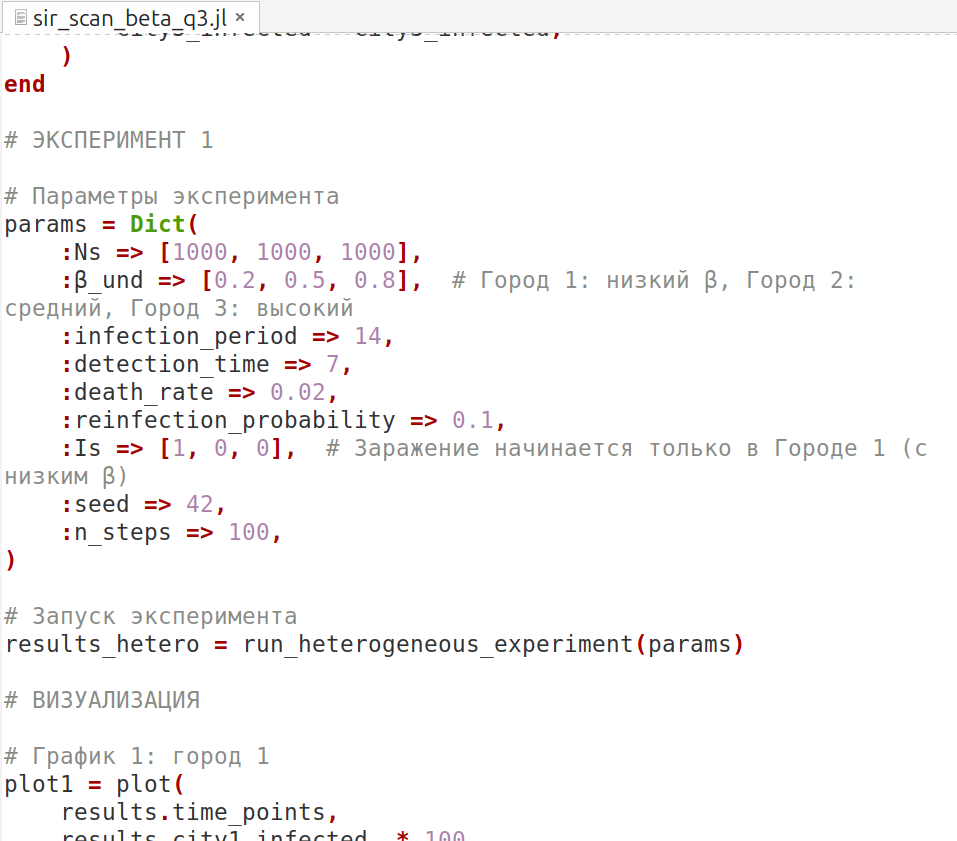 sir_scan_beta_q3.jl ×
    )
end

# ЭКСПЕРИМЕНТ 1

# Параметры эксперимента
params = Dict(
    :Ns => [1000, 1000, 1000],
    :β_und => [0.2, 0.5, 0.8],  # Город 1: низкий β, Город 2:
средний, Город 3: высокий
    :infection_period => 14,
    :detection_time => 7,
    :death_rate => 0.02,
    :reinfection_probability => 0.1,
    :Is => [1, 0, 0],  # Заражение начинается только в Городе 1 (с
низким β)
    :seed => 42,
    :n_steps => 100,
)

# Запуск эксперимента
results_hetero = run_heterogeneous_experiment(params)

# ВИЗУАЛИЗАЦИЯ

# График 1: город 1
plot1 = plot(
    results.time_points,
    results.city1_infected * 100